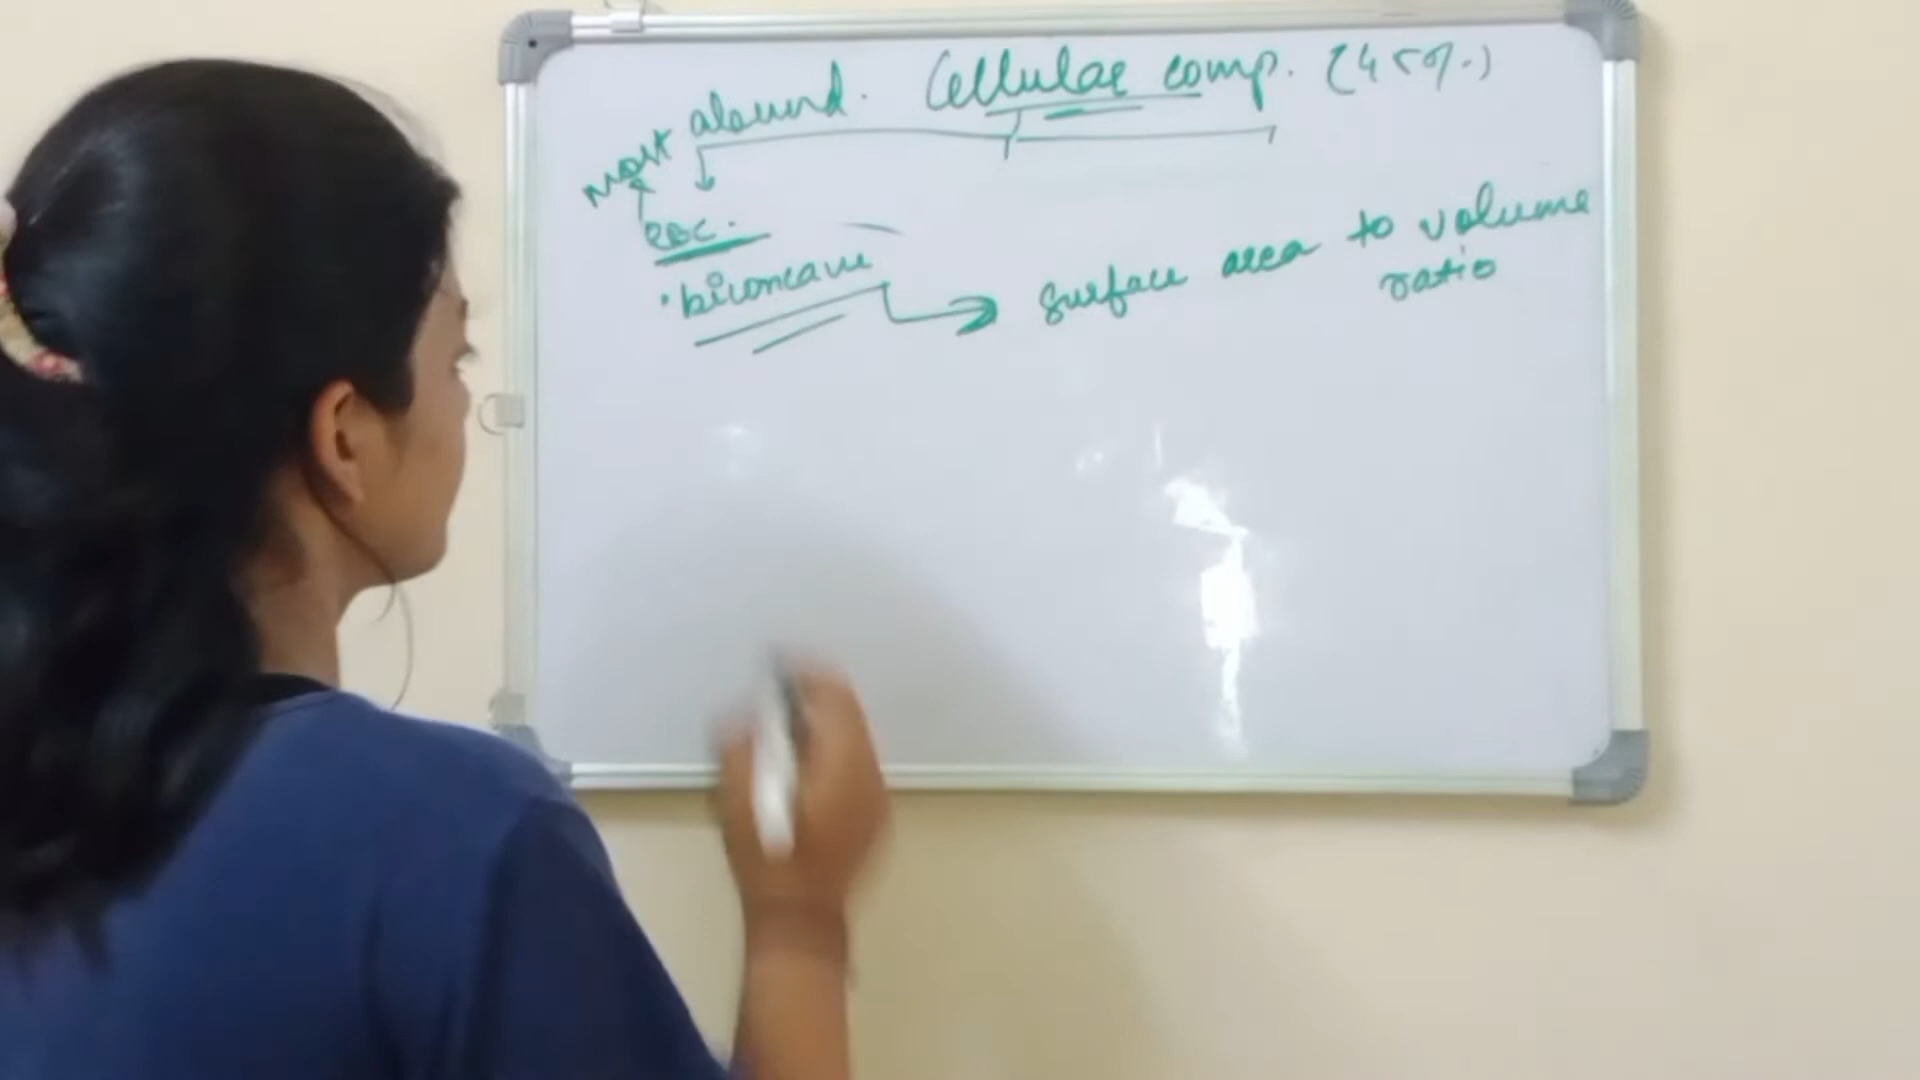 Cellular comp. (45%.)
most abund.
RBC.
• biconcave → surface area to volume
ratio